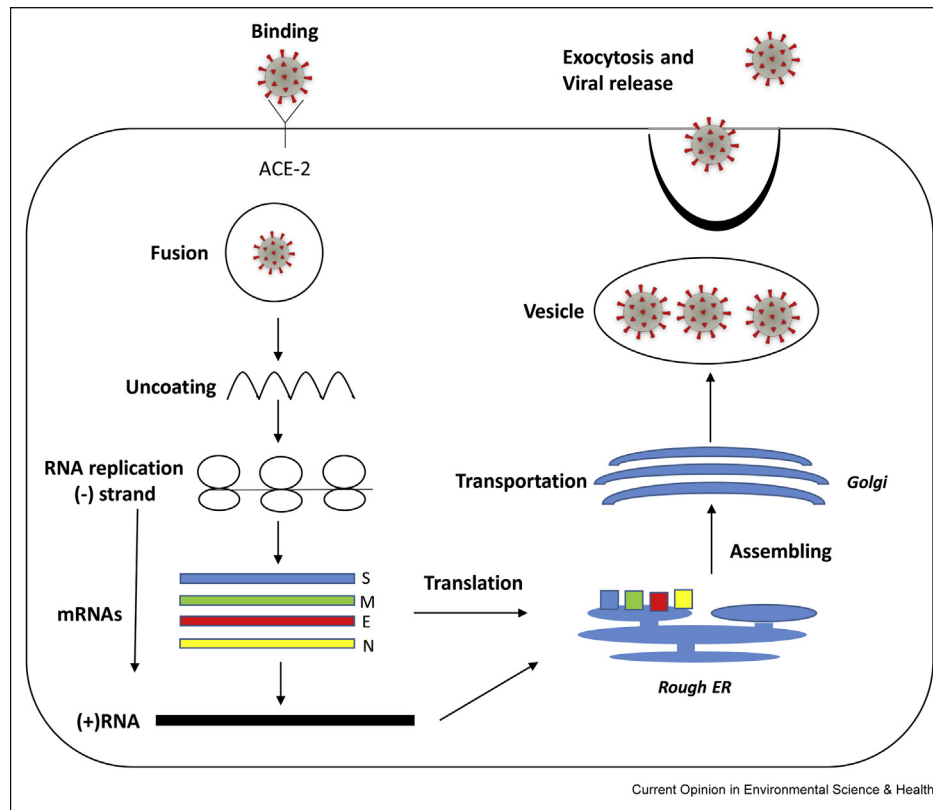 Binding
Exocytosis and
Viral release
ACE-2
Fusion
Vesicle
Uncoating
RNA replication
(-) strand
Transportation
Golgi
Assembling
mRNAs
S
M
E
N
Translation
Rough ER
(+)RNA
Current Opinion in Environmental Science & Health